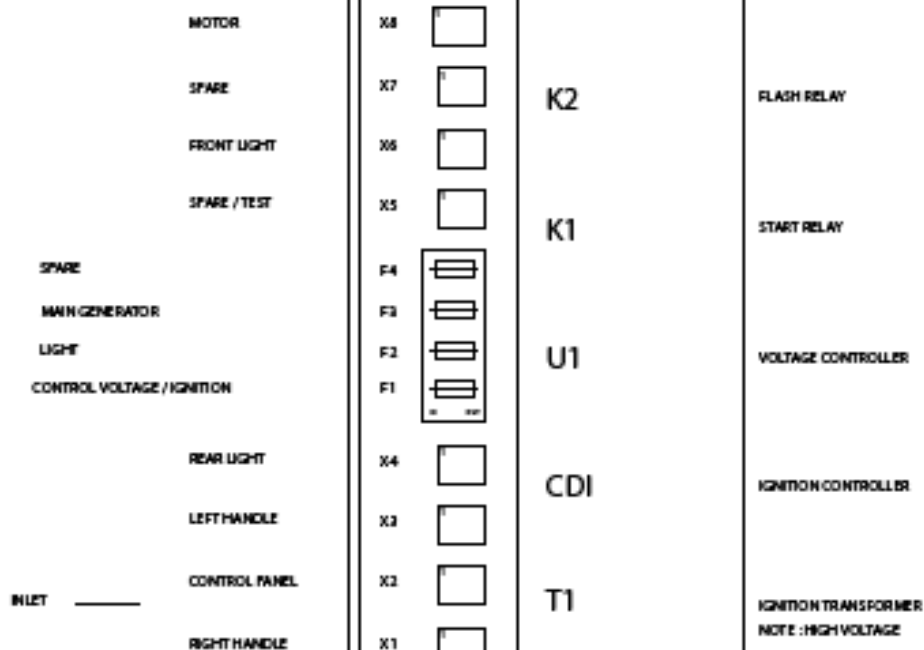 MOTOR X8
SPARE X7 K2 FLASH RELAY
FRONT LIGHT X6
SPARE / TEST X5 K1 START RELAY
SPARE F4
MAIN GENERATOR F3
LIGHT F2 U1 VOLTAGE CONTROLLER
CONTROL VOLTAGE / IGNITION F1
REAR LIGHT X4 CDI IGNITION CONTROLLER
LEFT HANDLE X3
CONTROL PANEL X2
INLET T1 IGNITION TRANSFORMER
NOTE : HIGH VOLTAGE
RIGHT HANDLE X1